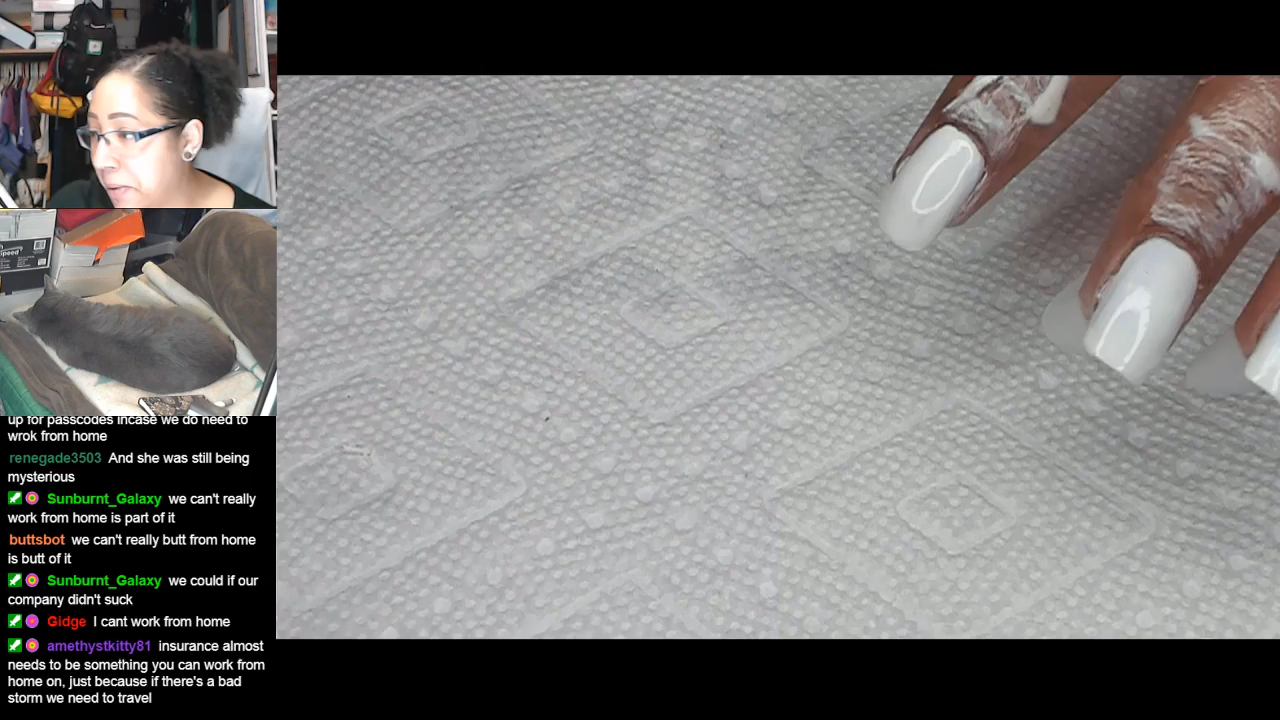 speed
up for passcodes incase we do need to
wrok from home
renegade3503 And she was still being
mysterious
Sunburnt_Galaxy we can't really
work from home is part of it
buttsbot we can't really butt from home
is butt of it
Sunburnt_Galaxy we could if our
company didn't suck
Gidge I cant work from home
amethystkitty81 insurance almost
needs to be something you can work from
home on, just because if there's a bad
storm we need to travel